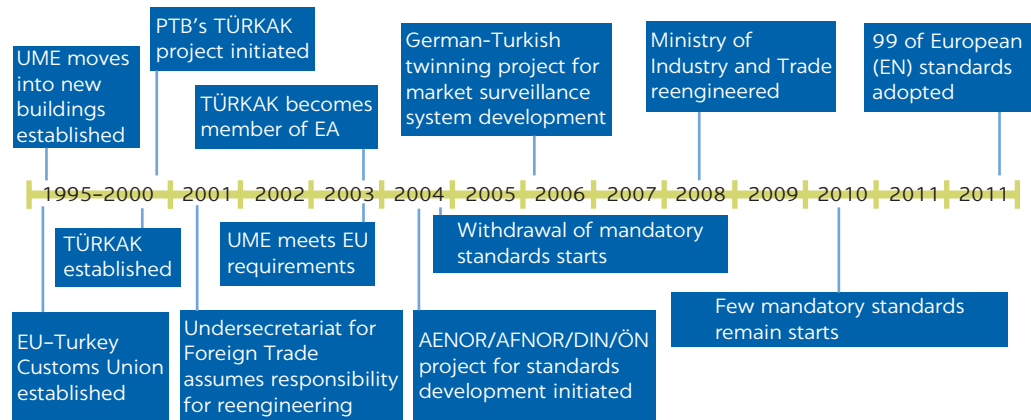 UME moves
into new
buildings
established
PTB's TÜRKAK
project initiated
TÜRKAK becomes
member of EA
German-Turkish
twinning project for
market surveillance
system development
Ministry of
Industry and Trade
reengineered
99 of European
(EN) standards
adopted
1995–2000 2001 2002 2003 2004 2005 2006 2007 2008 2009 2010 2011 2011
TÜRKAK
established
UME meets EU
requirements
Withdrawal of mandatory
standards starts
Few mandatory standards
remain starts
EU–Turkey
Customs Union
established
Undersecretariat for
Foreign Trade
assumes responsibility
for reengineering
AENOR/AFNOR/DIN/ÖN
project for standards
development initiated